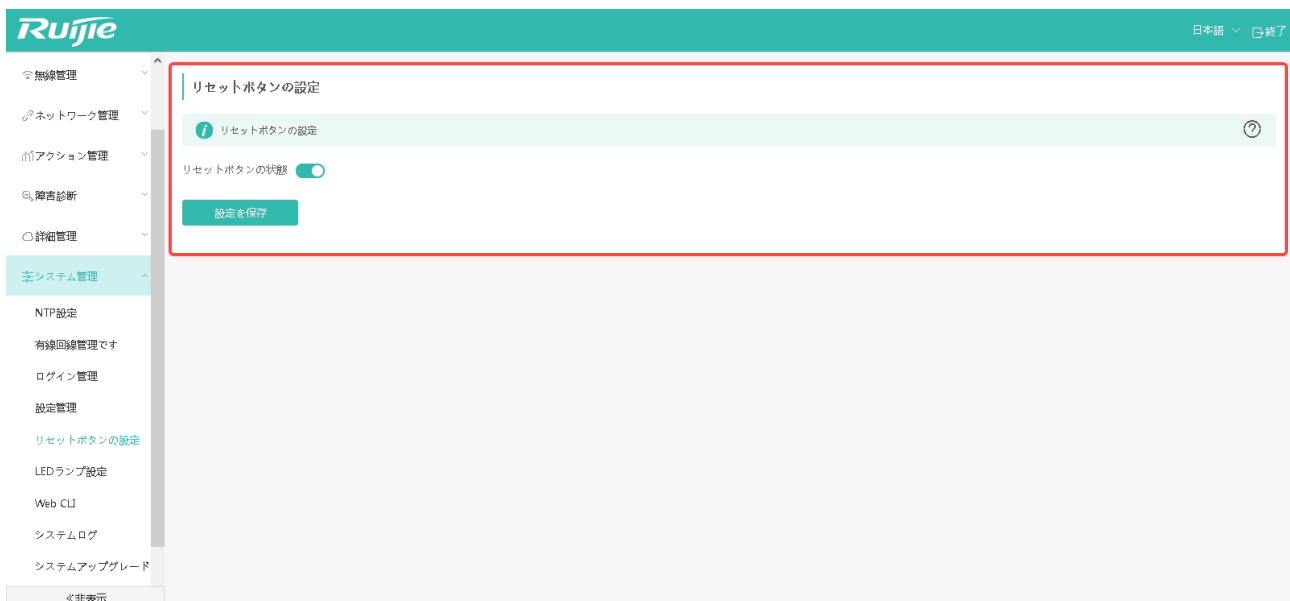 Ruijie
日本語 終了
無線管理
ネットワーク管理
アクション管理
障害診断
詳細管理
システム管理
NTP設定
有線回線管理です
ログイン管理
設定管理
リセットボタンの設定
LEDランプ設定
Web CLI
システムログ
システムアップグレード
≪非表示
リセットボタンの設定
リセットボタンの設定
リセットボタンの状態
設定を保存